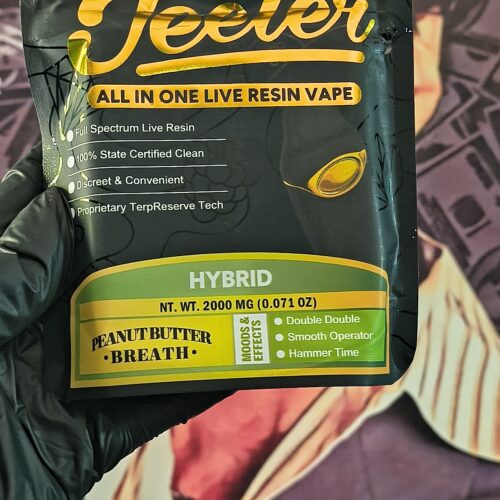 Jeeter
ALL IN ONE LIVE RESIN VAPE
Full Spectrum Live Resin
100% State Certified Clean
Discreet & Convenient
Proprietary TerpReserve Tech
HYBRID
NT. WT. 2000 MG (0.071 OZ)
PEANUT BUTTER
• BREATH •
MOODS &
EFFECTS
Double Double
Smooth Operator
Hammer Time